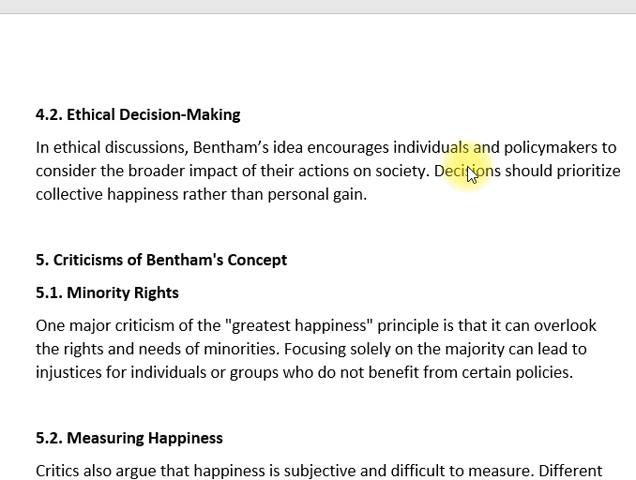 4.2. Ethical Decision-Making
In ethical discussions, Bentham’s idea encourages individuals and policymakers to
consider the broader impact of their actions on society. Decisions should prioritize
collective happiness rather than personal gain.
5. Criticisms of Bentham's Concept
5.1. Minority Rights
One major criticism of the "greatest happiness" principle is that it can overlook
the rights and needs of minorities. Focusing solely on the majority can lead to
injustices for individuals or groups who do not benefit from certain policies.
5.2. Measuring Happiness
Critics also argue that happiness is subjective and difficult to measure. Different